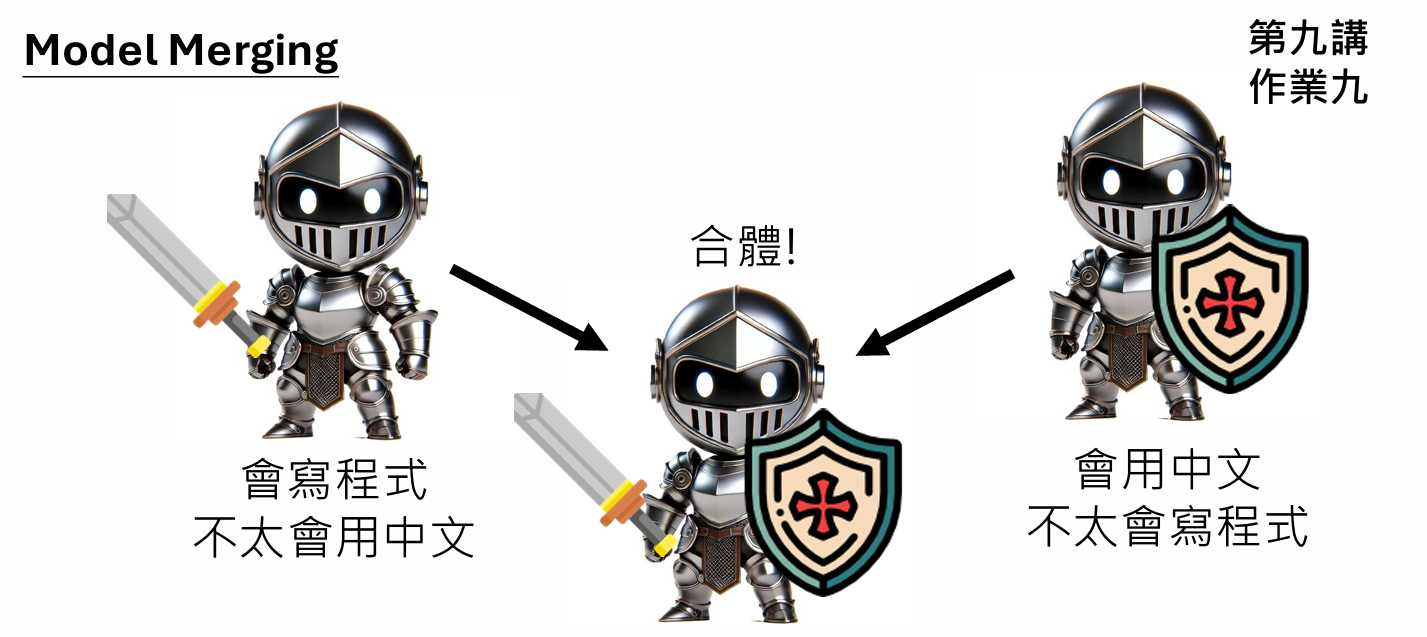 Model Merging
第九講
作業九
合體!
會寫程式
不太會用中文
會用中文
不太會寫程式